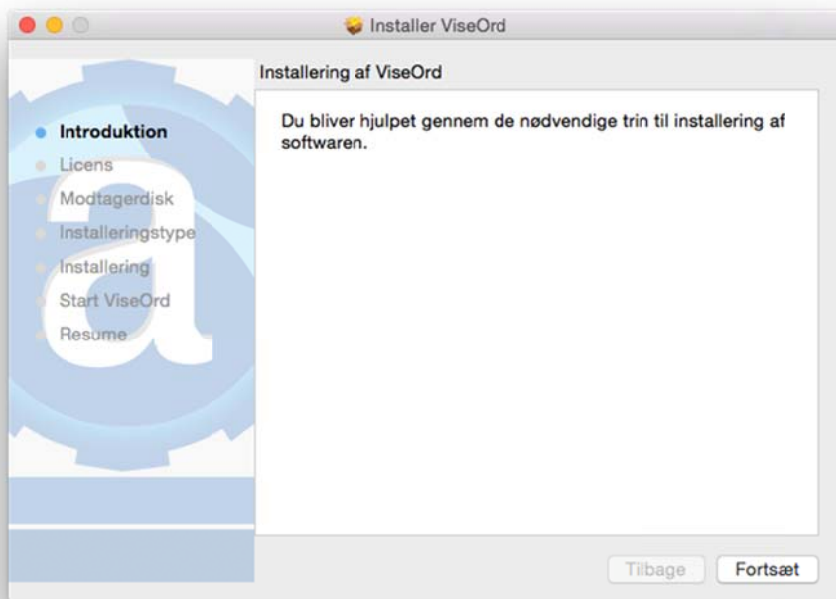 Installer ViseOrd
Installering af ViseOrd
Introduktion
Licens
Modtagerdisk
Installeringstype
Installering
Start ViseOrd
Resume
a
Du bliver hjulpet gennem de nødvendige trin til installering af
softwaren.
Tilbage
Fortsæt